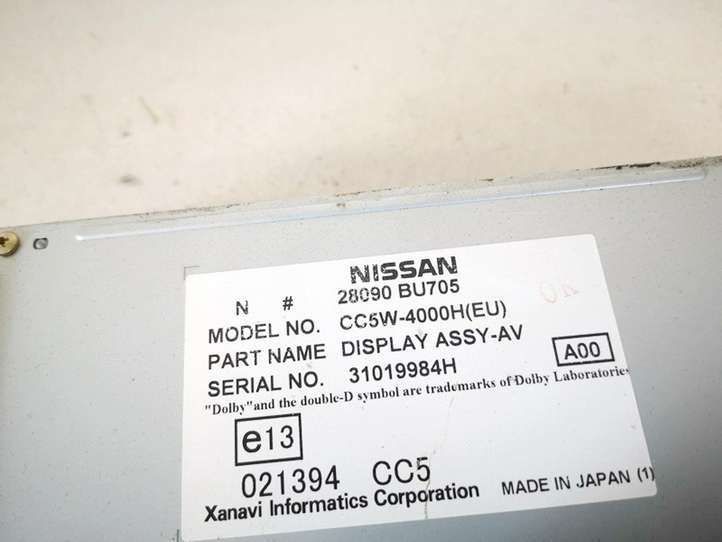 NISSAN
N # 28090 BU705
MODEL NO. CC5W-4000H(EU)
PART NAME DISPLAY ASSY-AV
SERIAL NO. 31019984H
A00
"Dolby"and the double-D symbol are trademarks of Dolby Laboratories
e13
021394 CC5
Xanavi Informatics Corporation MADE IN JAPAN (1)